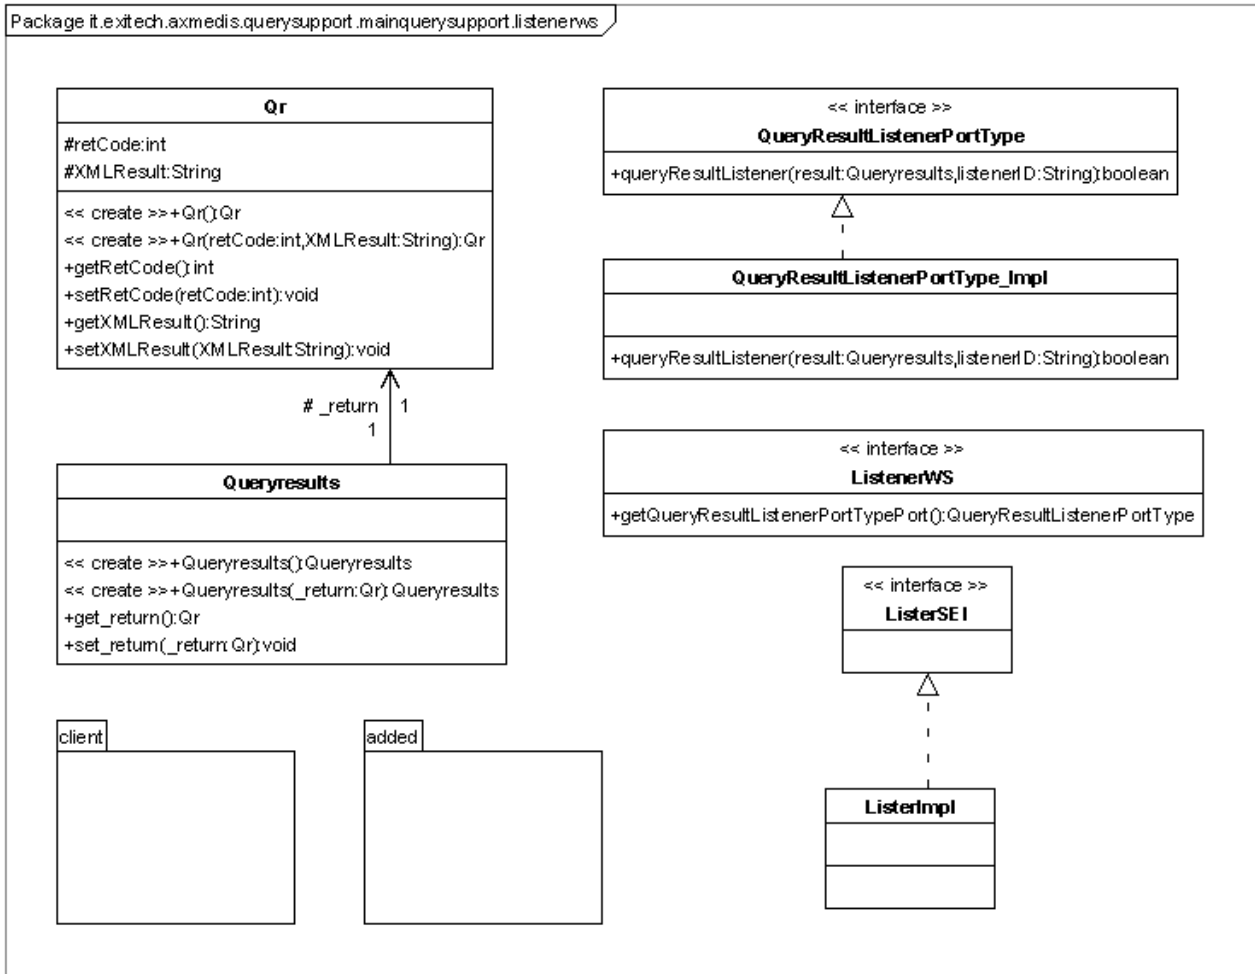 Package it.exitech.axmedis.querysupport.mainquerysupport.listenerws
Qr
#retCode:int
#XMLResult:String
<< create >>+Qr():Qr
<< create >>+Qr(retCode:int,XMLResult:String):Qr
+getRetCode():int
+setRetCode(retCode:int):void
+getXMLResult():String
+setXMLResult(XMLResult:String):void
# _return
1
1
Queryresults
<< create >>+Queryresults():Queryresults
<< create >>+Queryresults(_return:Qr):Queryresults
+get_return():Qr
+set_return(_return:Qr):void
client
added
<< interface >>
QueryResultListenerPortType
+queryResultListener(result:Queryresults,listenerID:String):boolean
QueryResultListenerPortType_Impl
+queryResultListener(result:Queryresults,listenerID:String):boolean
<< interface >>
ListenerWS
+getQueryResultListenerPortTypePort():QueryResultListenerPortType
<< interface >>
ListerSEI
ListerImpl